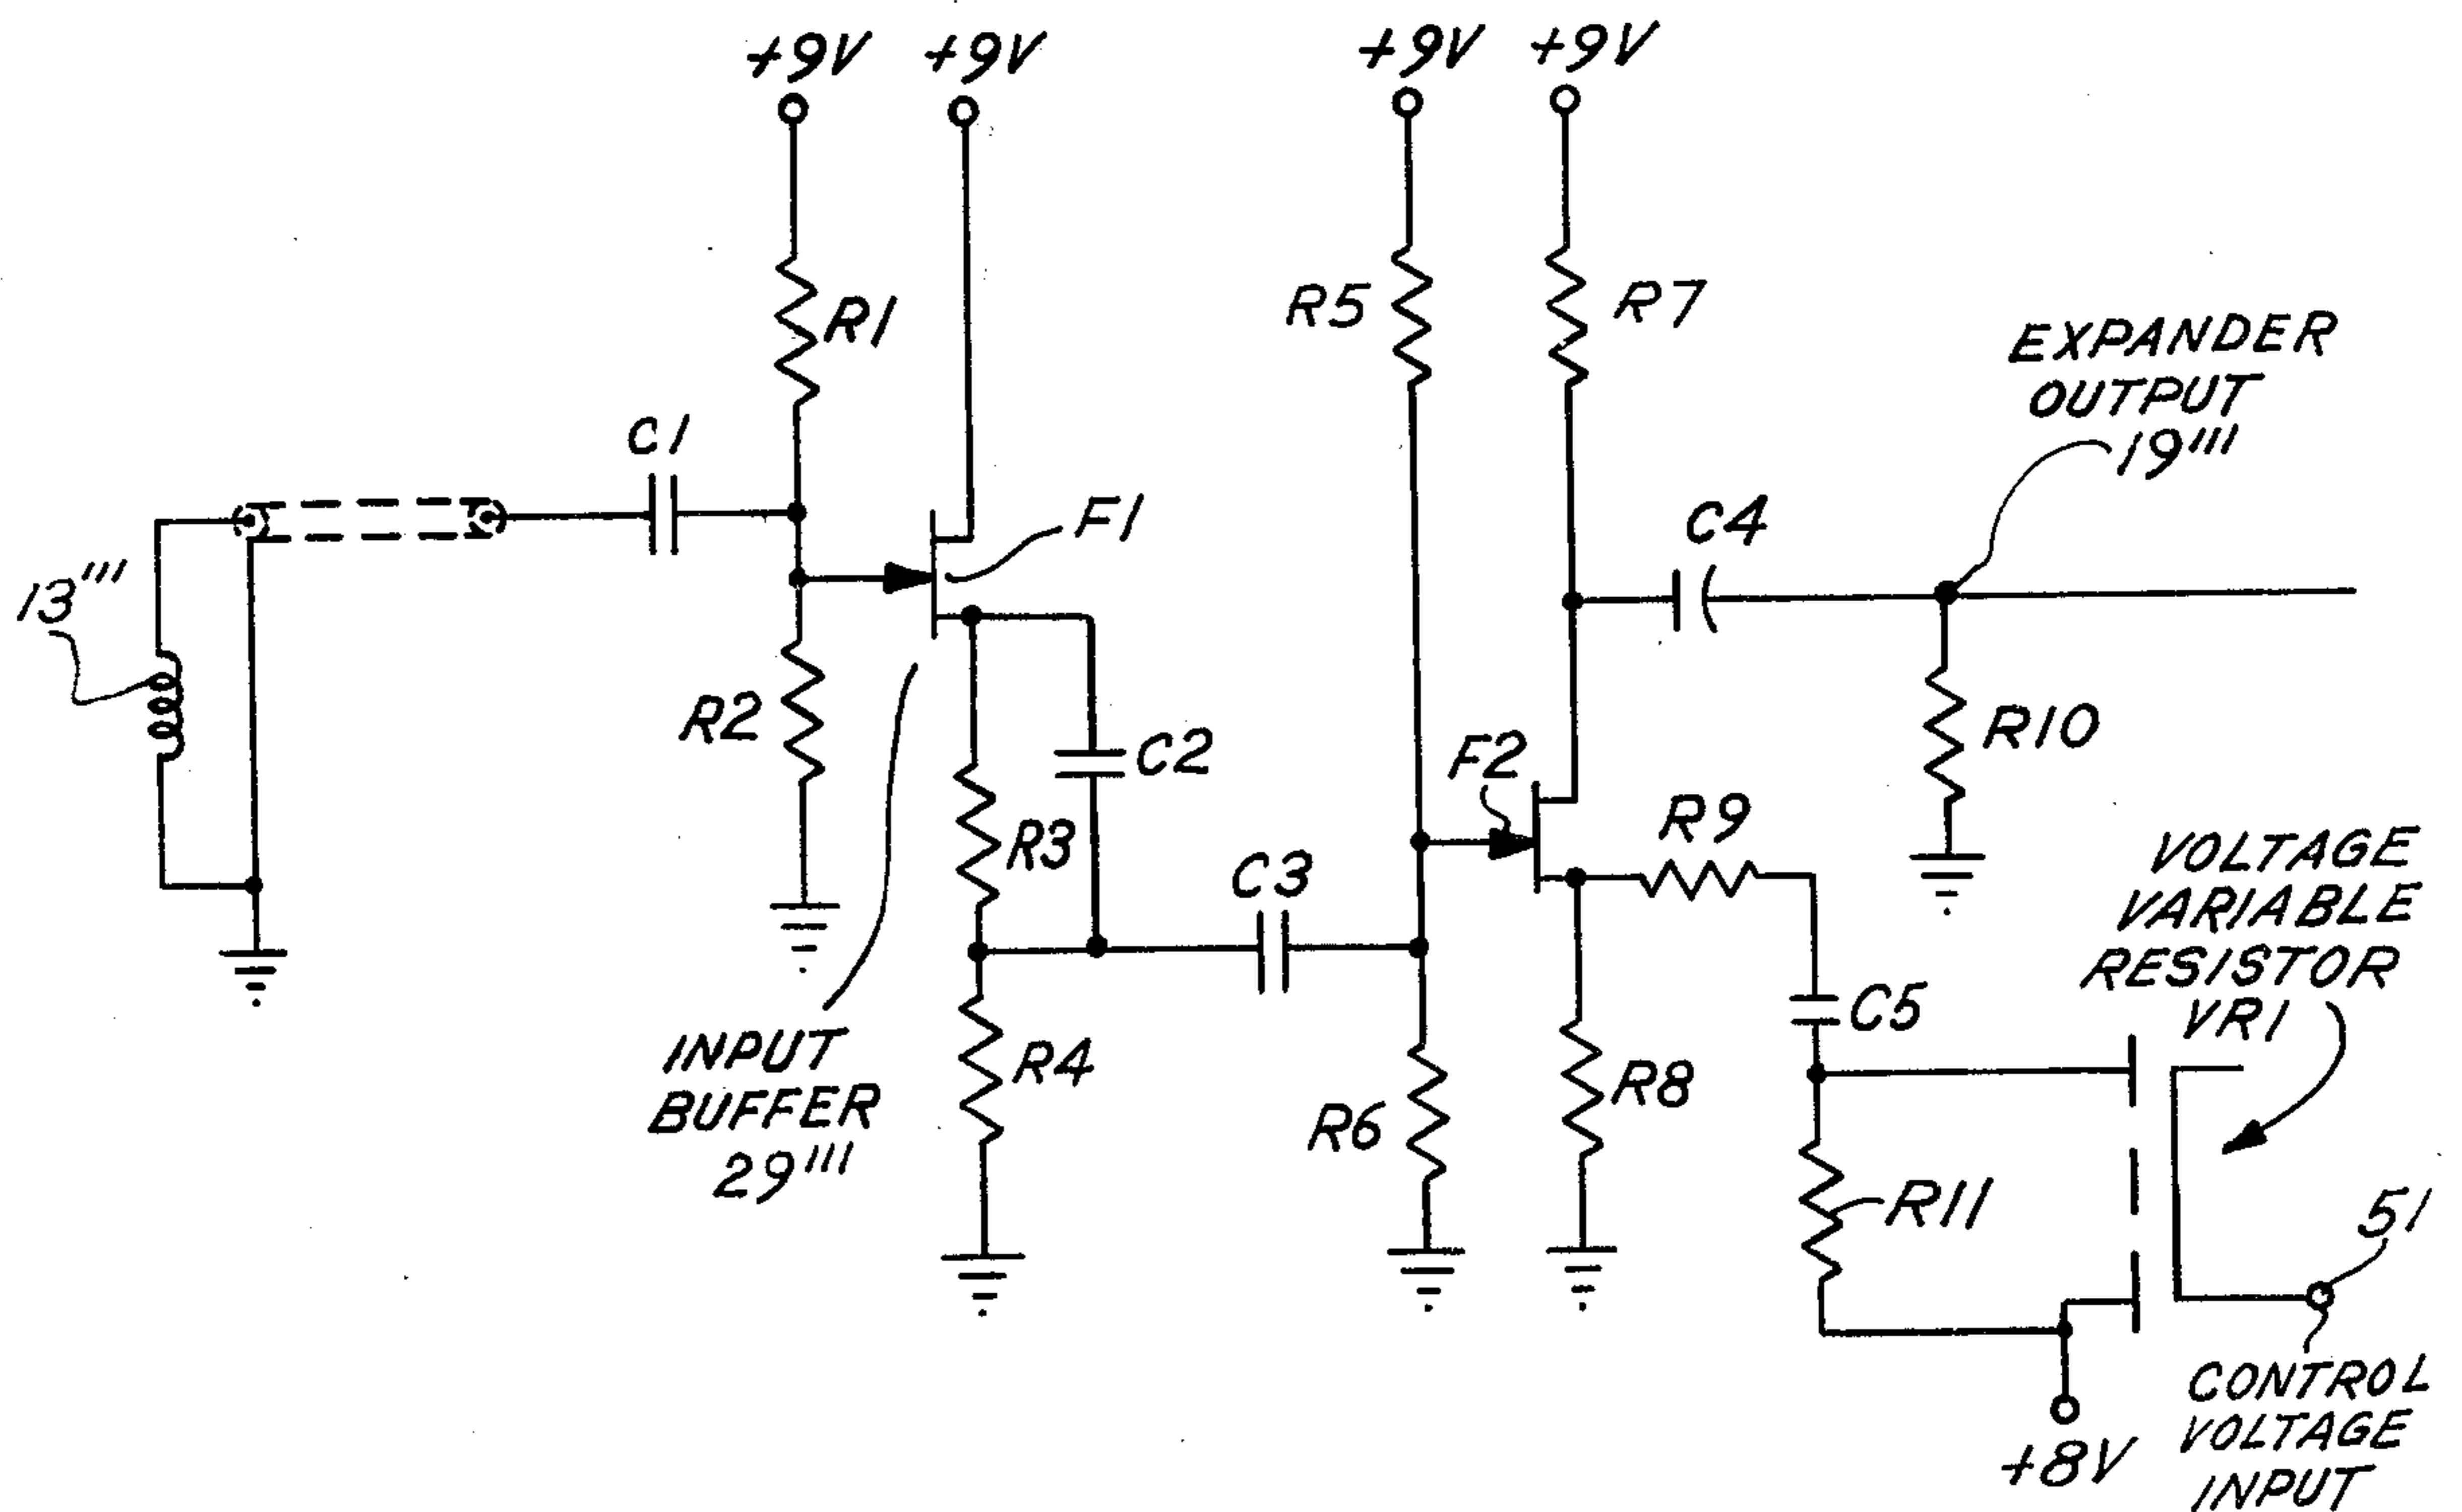 +9V
+9V
+9V
+9V
R1
R5
R7
EXPANDER
OUTPUT
19'''
C1
F1
C4
13'''
R2
C2
F2
R9
R10
R3
C3
VOLTAGE
VARIABLE
RESISTOR
VR1
C5
INPUT
BUFFER
29'''
R4
R6
R8
R11
51
CONTROL
VOLTAGE
INPUT
+8V